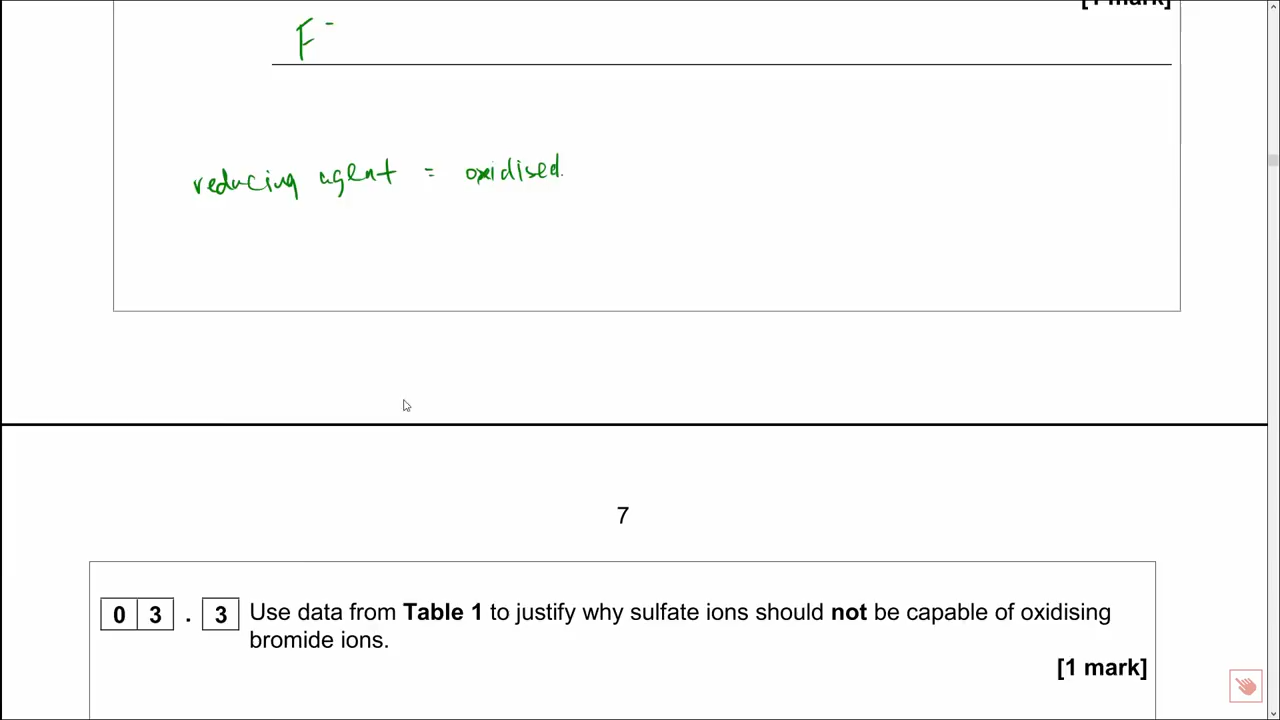 [1 mark]
F⁻
reducing agent = oxidised.
7
0 3 . 3 Use data from Table 1 to justify why sulfate ions should not be capable of oxidising
bromide ions.
[1 mark]